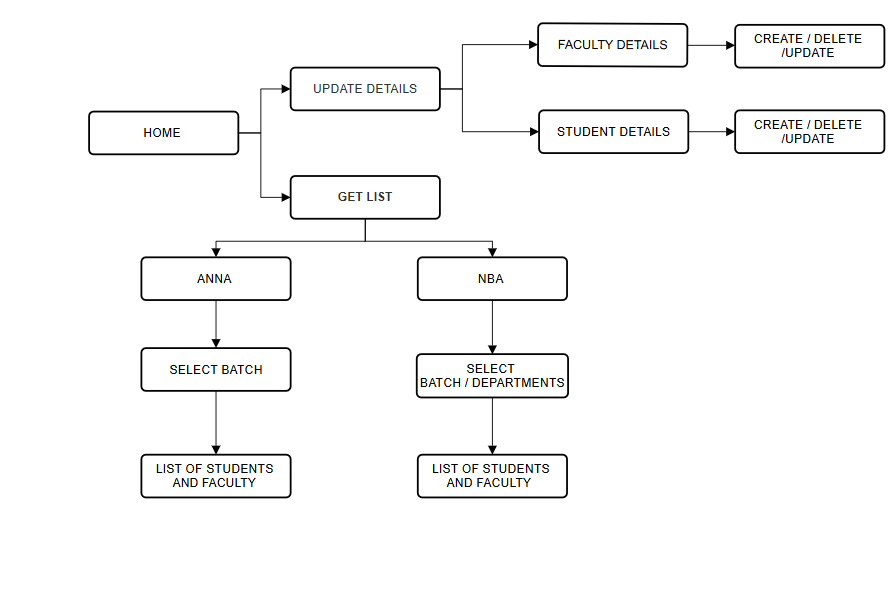 FACULTY DETAILS
CREATE / DELETE
/UPDATE
UPDATE DETAILS
HOME
STUDENT DETAILS
CREATE / DELETE
/UPDATE
GET LIST
ANNA
NBA
SELECT BATCH
SELECT
BATCH / DEPARTMENTS
LIST OF STUDENTS
AND FACULTY
LIST OF STUDENTS
AND FACULTY